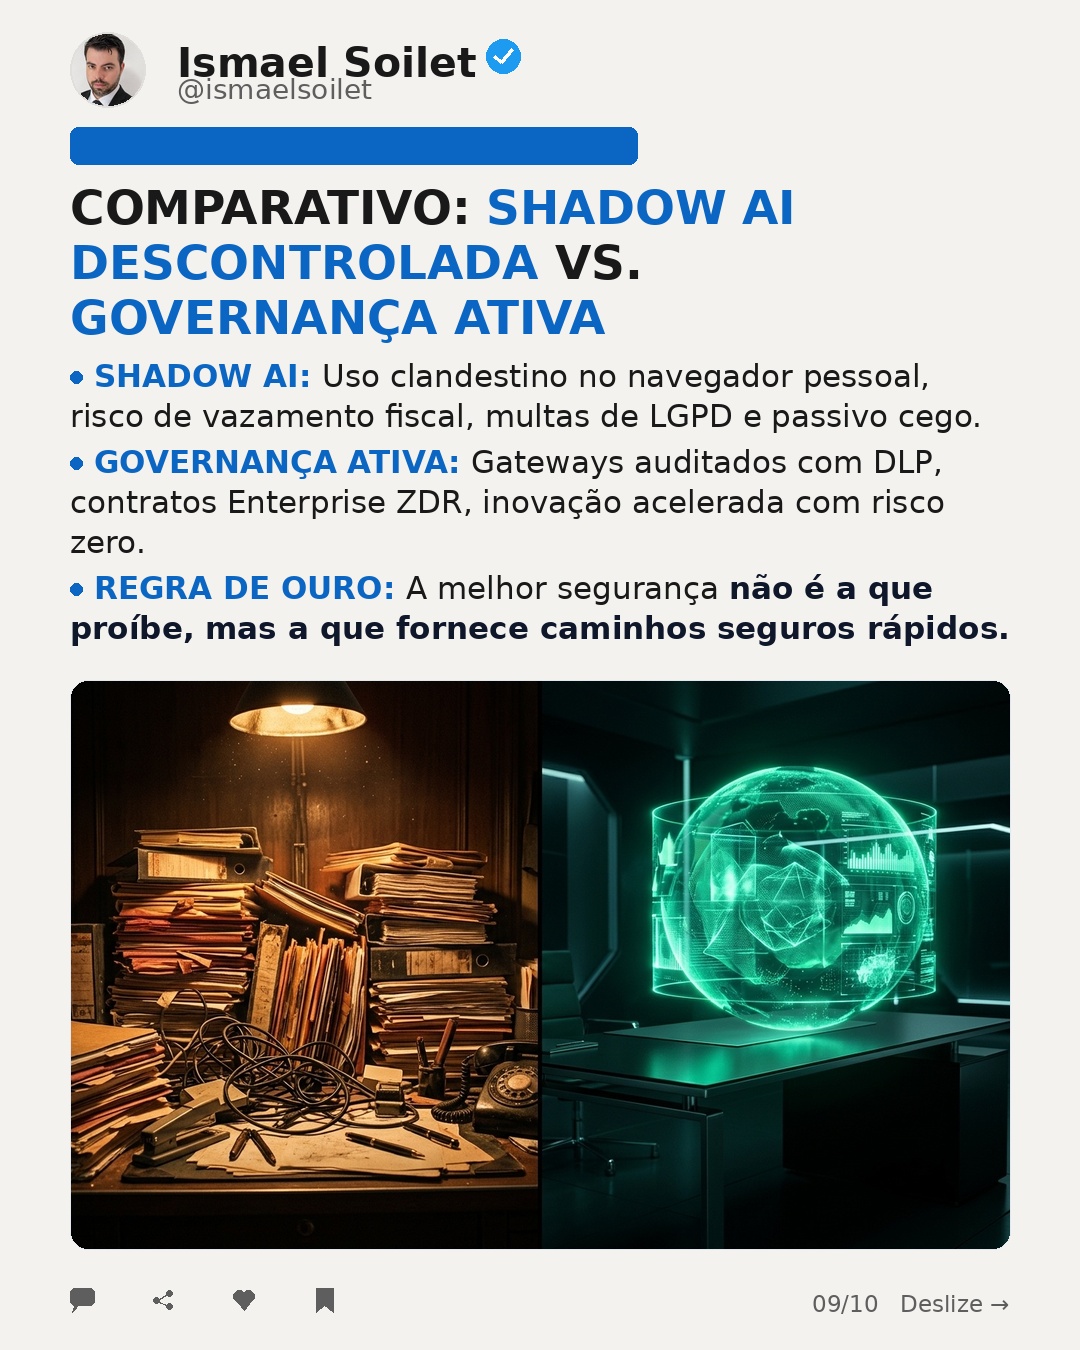 Ismael Soilet
@ismaelsoilet
COMPARATIVO: SHADOW AI
DESCONTROLADA VS.
GOVERNANÇA ATIVA
• SHADOW AI: Uso clandestino no navegador pessoal,
risco de vazamento fiscal, multas de LGPD e passivo cego.
• GOVERNANÇA ATIVA: Gateways auditados com DLP,
contratos Enterprise ZDR, inovação acelerada com risco
zero.
• REGRA DE OURO: A melhor segurança não é a que
proíbe, mas a que fornece caminhos seguros rápidos.
09/10 Deslize →